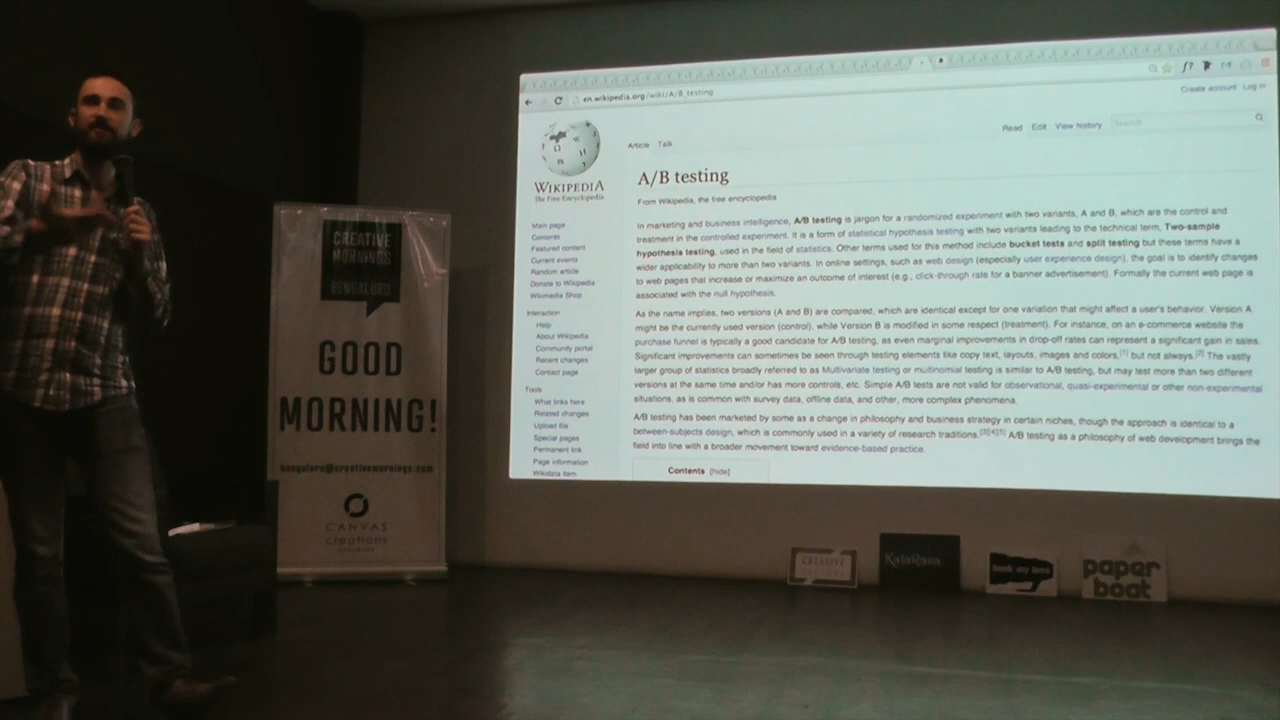 CREATIVE
MORNINGS
BENGALURU
GOOD
MORNING!
bengaluru@creativemornings.com
CANVAS
creations
en.wikipedia.org/wiki/A/B_testing
Create account Log in
Article Talk
Read Edit View history Search
WIKIPEDIA
The Free Encyclopedia
Main page
Contents
Featured content
Current events
Random article
Donate to Wikipedia
Wikimedia Shop
Interaction
Help
About Wikipedia
Community portal
Recent changes
Contact page
Tools
What links here
Related changes
Upload file
Special pages
Permanent link
Page information
Wikidata item
A/B testing
From Wikipedia, the free encyclopedia
In marketing and business intelligence, A/B testing is jargon for a randomized experiment with two variants, A and B, which are the control and
treatment in the controlled experiment. It is a form of statistical hypothesis testing with two variants leading to the technical term, Two-sample
hypothesis testing, used in the field of statistics. Other terms used for this method include bucket tests and split testing but these terms have a
wider applicability to more than two variants. In online settings, such as web design (especially user experience design), the goal is to identify changes
to web pages that increase or maximize an outcome of interest (e.g., click-through rate for a banner advertisement). Formally the current web page is
associated with the null hypothesis.
As the name implies, two versions (A and B) are compared, which are identical except for one variation that might affect a user's behavior. Version A
might be the currently used version (control), while Version B is modified in some respect (treatment). For instance, on an e-commerce website the
purchase funnel is typically a good candidate for A/B testing, as even marginal improvements in drop-off rates can represent a significant gain in sales.
Significant improvements can sometimes be seen through testing elements like copy text, layouts, images and colors,[1] but not always.[2] The vastly
larger group of statistics broadly referred to as Multivariate testing or multinomial testing is similar to A/B testing, but may test more than two different
versions at the same time and/or has more controls, etc. Simple A/B tests are not valid for observational, quasi-experimental or other non-experimental
situations, as is common with survey data, offline data, and other, more complex phenomena.
A/B testing has been marketed by some as a change in philosophy and business strategy in certain niches, though the approach is identical to a
between-subjects design, which is commonly used in a variety of research traditions.[3][4][5] A/B testing as a philosophy of web development brings the
field into line with a broader movement toward evidence-based practice.
Contents [hide]
CREATIVE
paper
boat